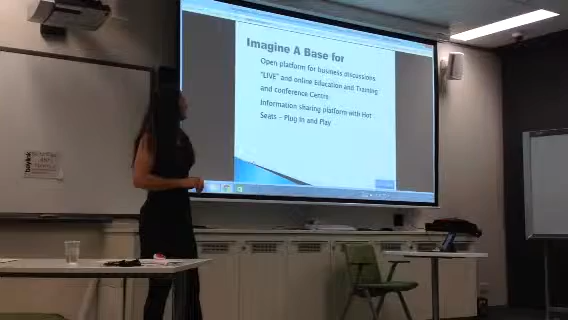 Imagine A Base for
Open platform for business discussions
"LIVE" and online Education and Training
and conference Centre
Information sharing platform with Hot
Seats – Plug In and Play